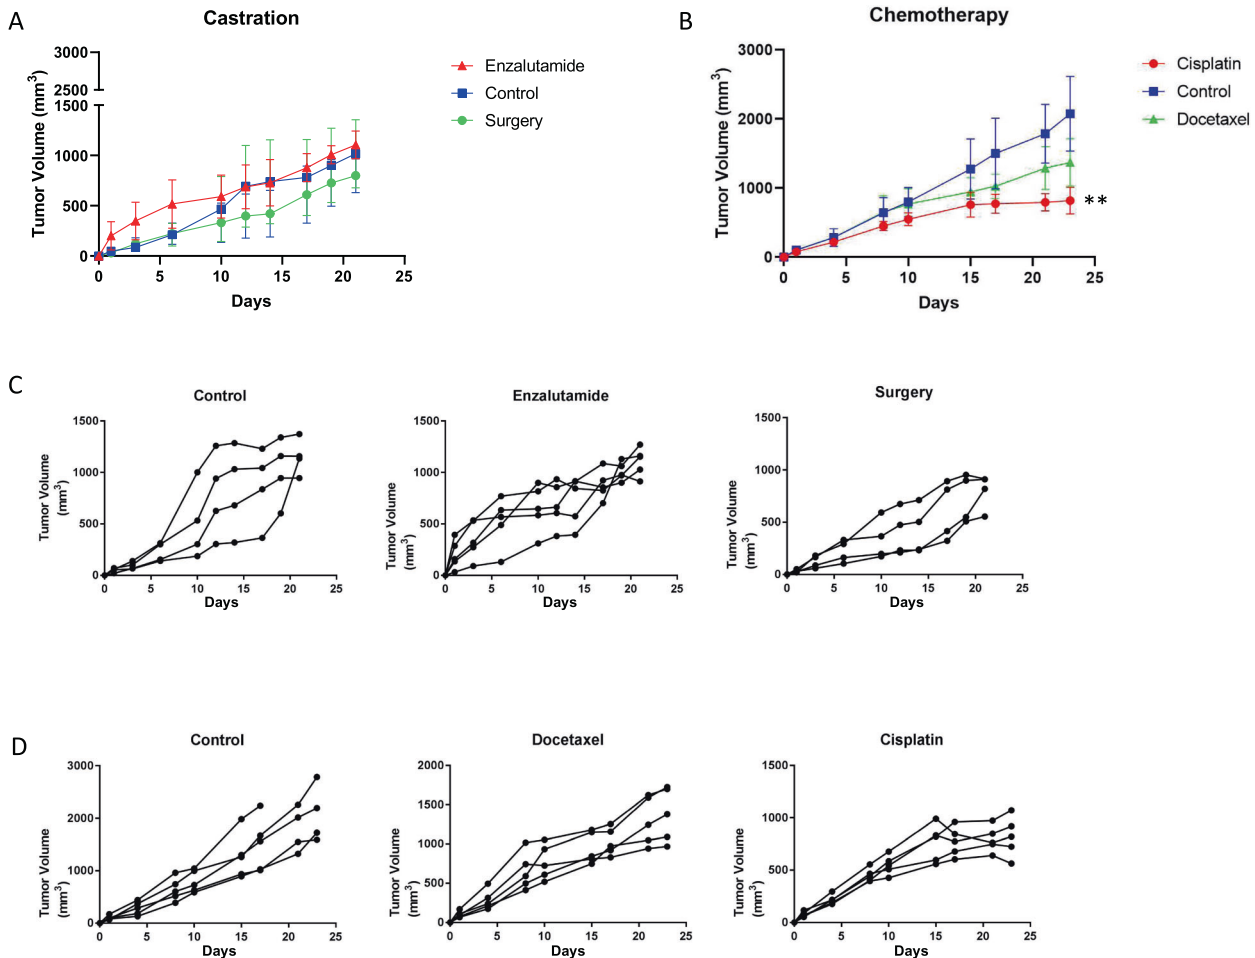 A
Castration
3000
2500
1500
1000
500
0
0 5 10 15 20 25
Tumor Volume (mm3)
Days
Enzalutamide
Control
Surgery
B
Chemotherapy
3000
2000
1000
0
0 5 10 15 20 25
Tumor Volume (mm3)
Days
Cisplatin
Control
Docetaxel
**
C
Control
1500
1000
500
0
0 5 10 15 20 25
Tumor Volume
(mm3)
Days
Enzalutamide
1500
1000
500
0
0 5 10 15 20 25
Tumor Volume
(mm3)
Days
Surgery
1500
1000
500
0
0 5 10 15 20 25
Tumor Volume
(mm3)
Days
D
Control
3000
2000
1000
0
0 5 10 15 20 25
Tumor Volume
(mm3)
Days
Docetaxel
2000
1500
1000
500
0
0 5 10 15 20 25
Tumor Volume
(mm3)
Days
Cisplatin
1500
1000
500
0
0 5 10 15 20 25
Tumor Volume
(mm3)
Days